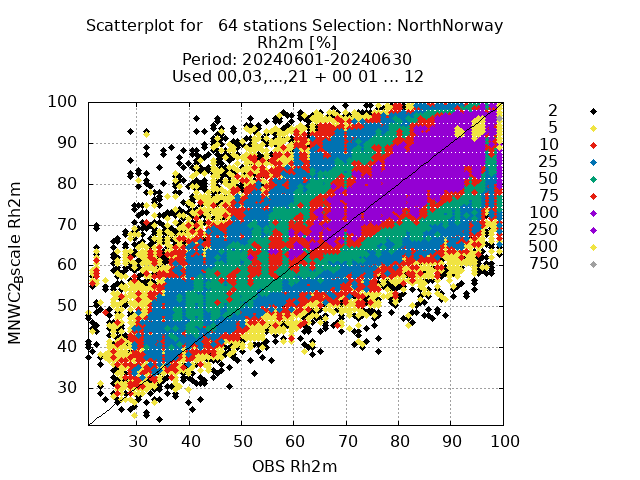 Scatterplot for   64 stations Selection: NorthNorway
Rh2m [%]
Period: 20240601-20240630
Used 00,03,...,21 + 00 01 ... 12
100
90
80
70
60
50
40
30
30 40 50 60 70 80 90 100
OBS Rh2m
MNWC2pscale Rh2m
2
5
10
25
50
75
100
250
500
750